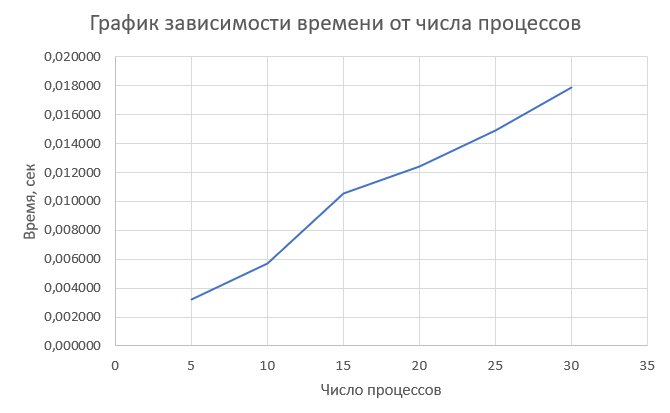 График зависимости времени от числа процессов
0,020000
0,018000
0,016000
0,014000
0,012000
0,010000
0,008000
0,006000
0,004000
0,002000
0,000000
Время, сек
0 5 10 15 20 25 30 35
Число процессов